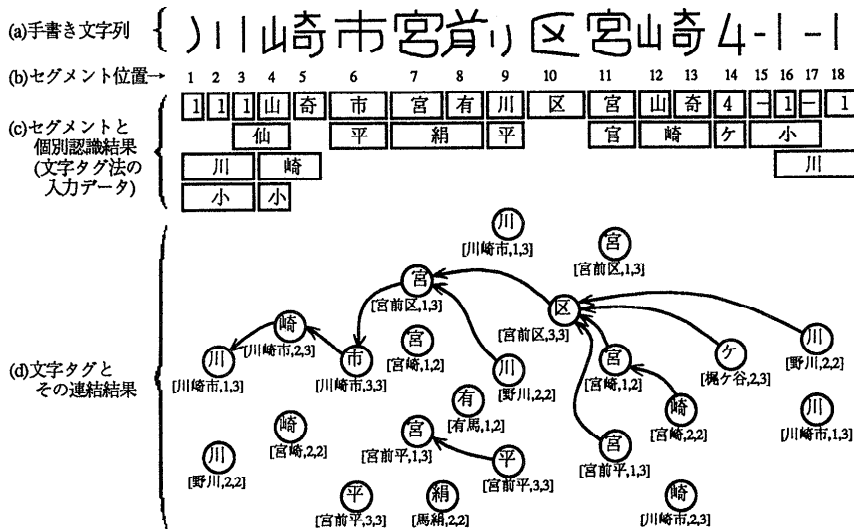 (a)手書き文字列 川山崎市宮前区宮山崎4-1-1
(b)セグメント位置→ 1 2 3 4 5 6 7 8 9 10 11 12 13 14 15 16 17 18
(c)セグメントと 1 1 1 山 奇 市 宮 有 川 区 宮 山 奇 4 一 1 一 1
個別認識結果 仙 平 絹 平 官 崎 ケ 小
(文字タグ法の 川 崎 川
入力データ) 小 小
川
[川崎市,1,3]
宮
[宮前区,1,3]
宮
[宮前区,1,3]
区
[宮前区,3,3]
崎
[川崎市,2,3]
川
[川崎市,1,3]
市
[川崎市,3,3]
宮
[宮崎,1,2]
川
[野川,2,2]
宮
[宮崎,1,2]
ケ
[梶ケ谷,2,3]
川
[野川,2,2]
(d)文字タグと
その連結結果
有
[有馬,1,2]
崎
[宮崎,2,2]
川
[川崎市,1,3]
崎
[宮崎,2,2]
川
[野川,2,2]
宮
[宮前平,1,3]
平
[宮前平,3,3]
宮
[宮前平,1,3]
平
[宮前平,3,3]
絹
[馬絹,2,2]
崎
[川崎市,2,3]